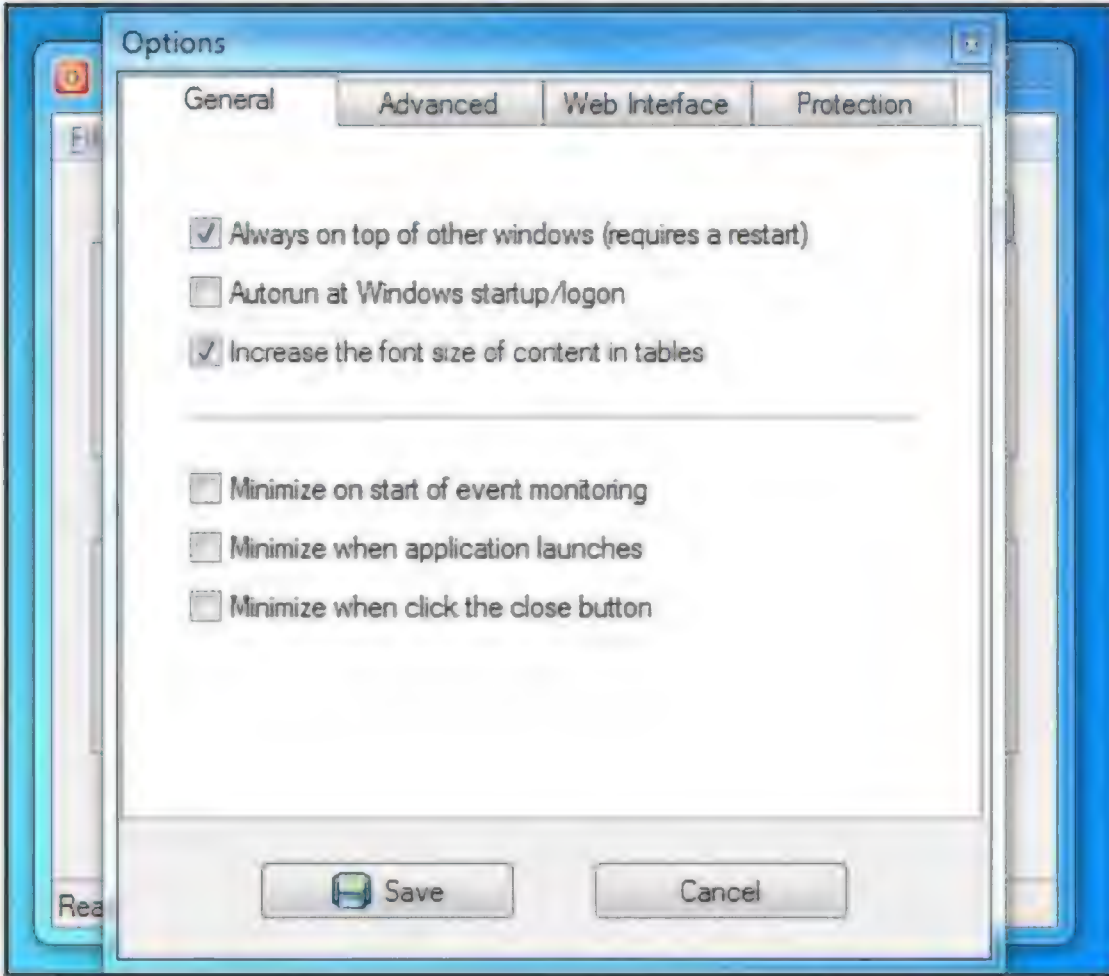 Options
General Advanced Web Interface Protection
Always on top of other windows (requires a restart)
Autorun at Windows startup/logon
Increase the font size of content in tables
Minimize on start of event monitoring
Minimize when application launches
Minimize when click the close button
Save Cancel